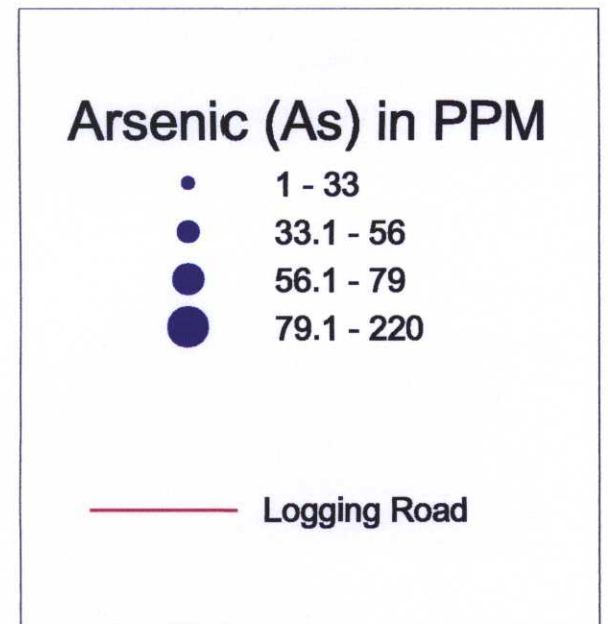 Arsenic (As) in PPM
1 - 33
33.1 - 56
56.1 - 79
79.1 - 220
Logging Road